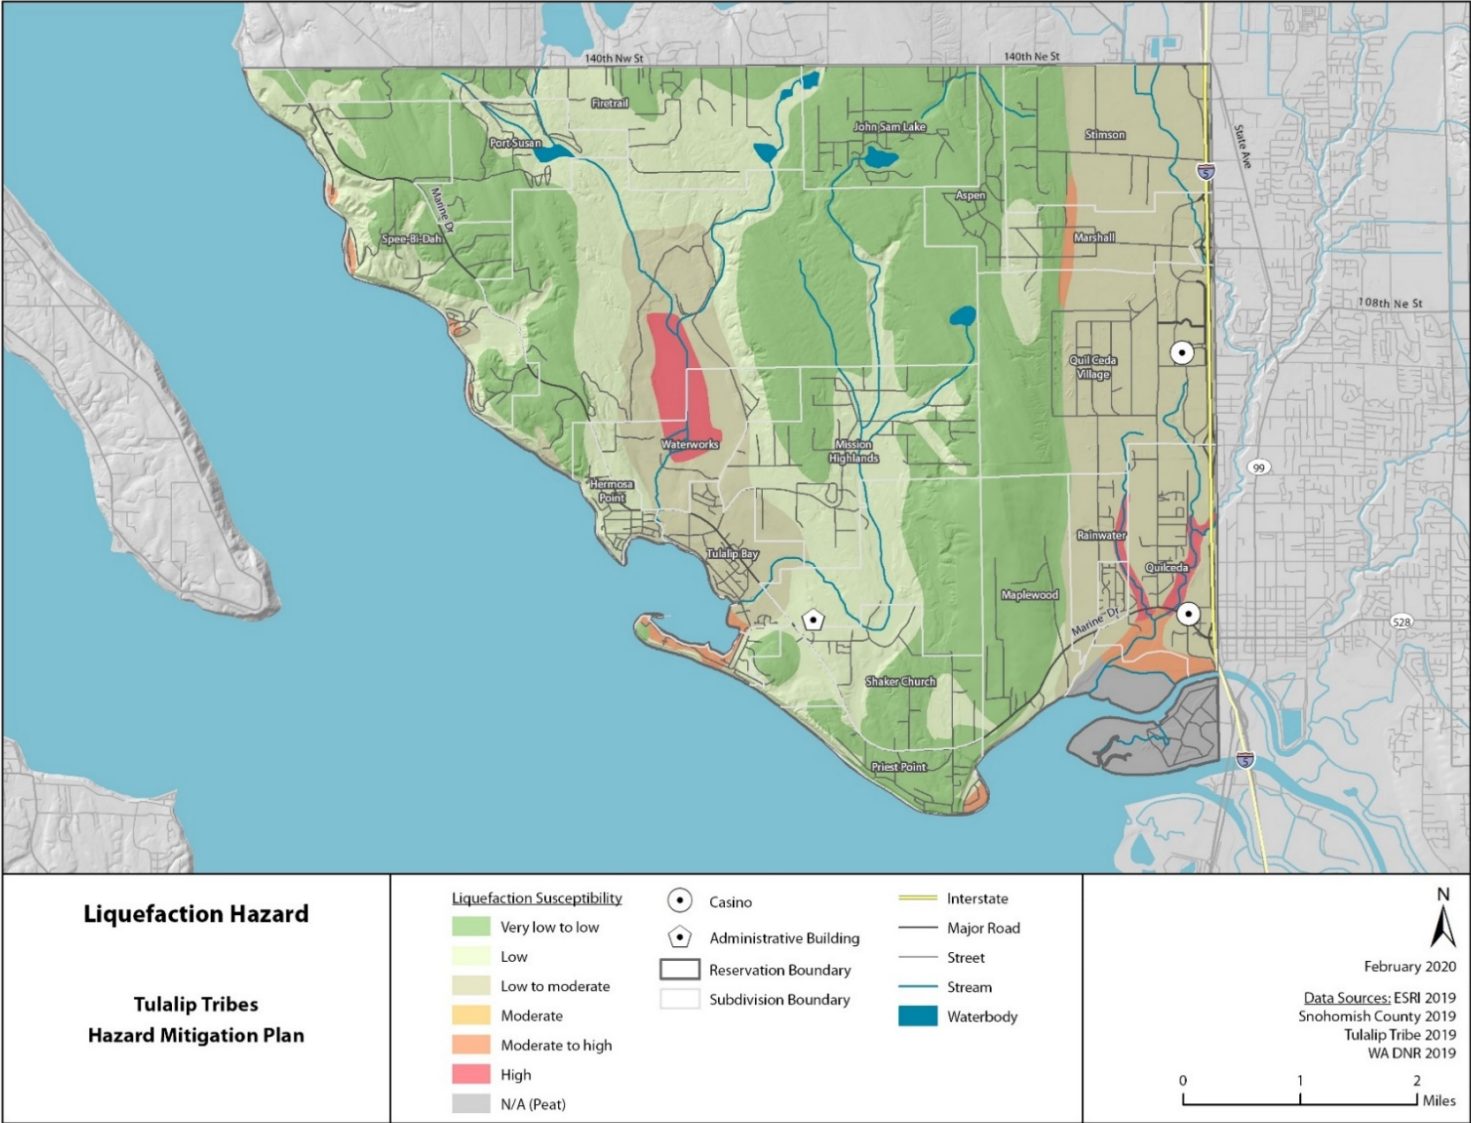 140th Nw St
140th Ne St
Firetrail
John Sam Lake
Stimson
State Ave
Port Susan
5
Aspen
Marine Dr
Spee-Bi-Dah
Marshall
108th Ne St
Quil Ceda
Village
Waterworks
Mission
Highlands
99
Hermosa
Point
Rainwater
Tulalip Bay
Quilceda
Maplewood
Marine Dr
528
Shaker Church
Priest Point
5
Liquefaction Hazard
Tulalip Tribes
Hazard Mitigation Plan
Liquefaction Susceptibility
Very low to low
Low
Low to moderate
Moderate
Moderate to high
High
N/A (Peat)
Casino
Administrative Building
Reservation Boundary
Subdivision Boundary
Interstate
Major Road
Street
Stream
Waterbody
N
February 2020
Data Sources: ESRI 2019
Snohomish County 2019
Tulalip Tribe 2019
WA DNR 2019
0 1 2
Miles